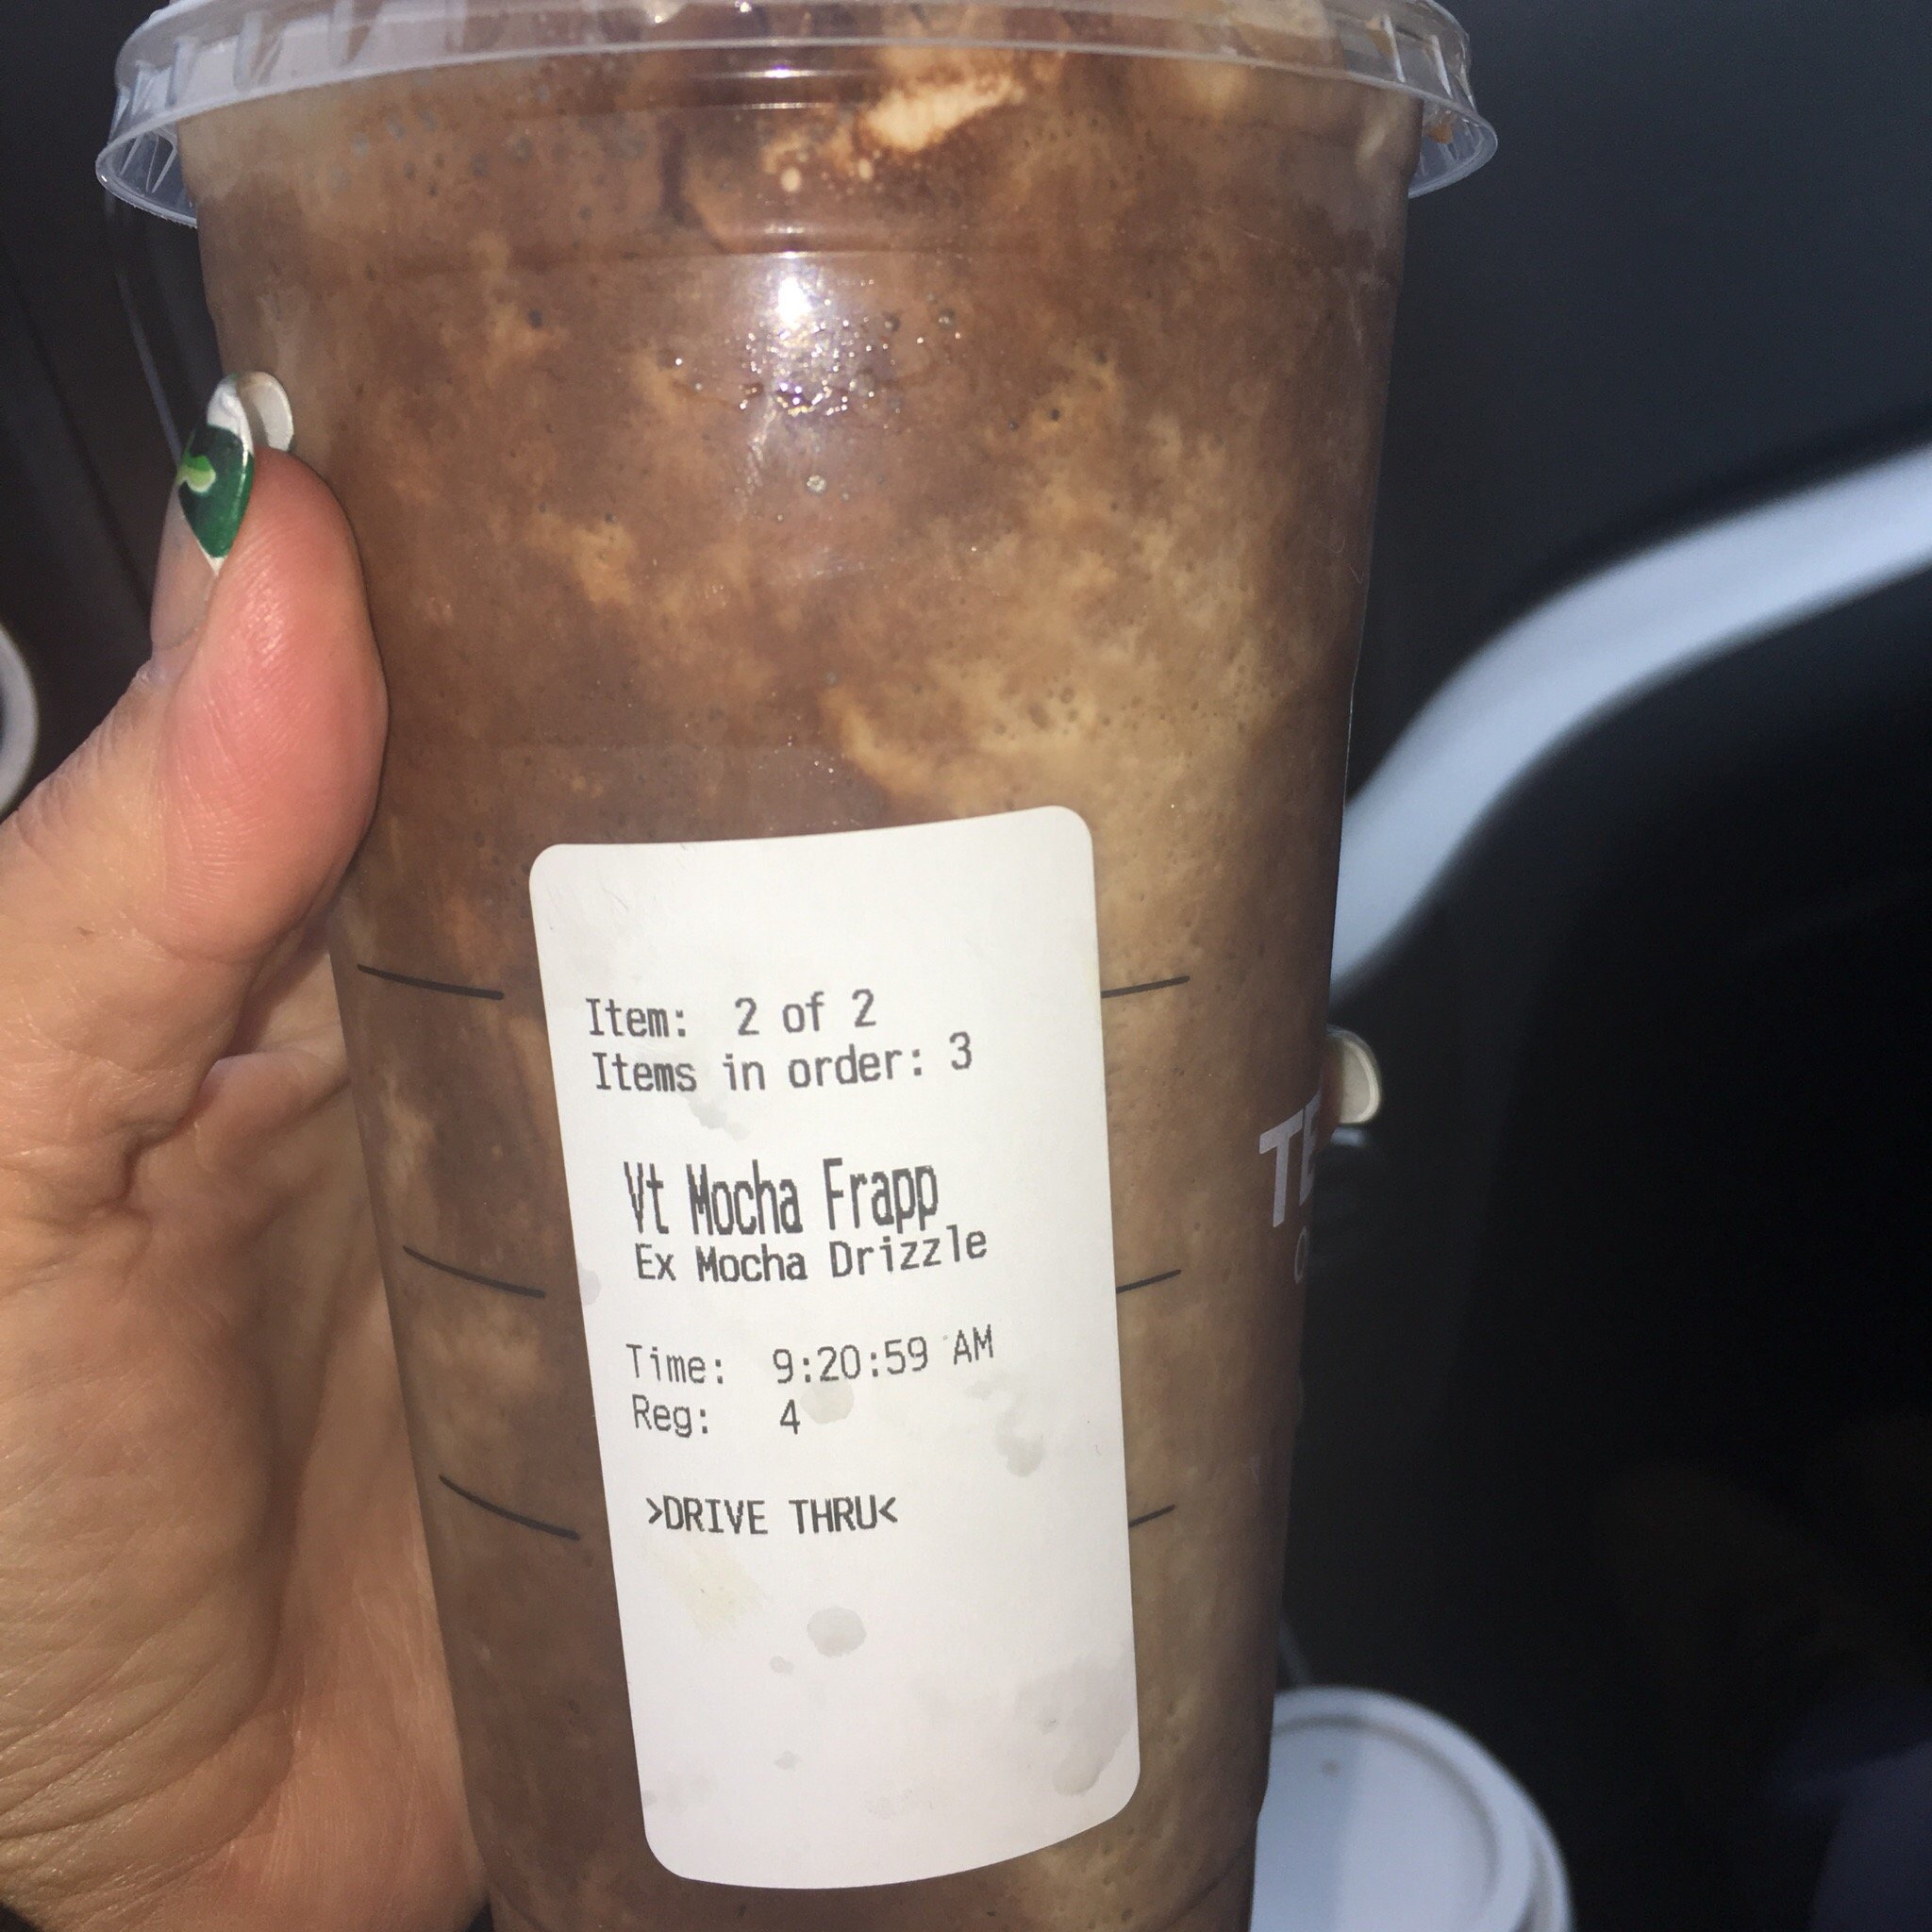 Item: 2 of 2
Items in order: 3
Vt Mocha Frapp
Ex Mocha Drizzle
Time: 9:20:59 AM
Reg: 4
>DRIVE THRU<